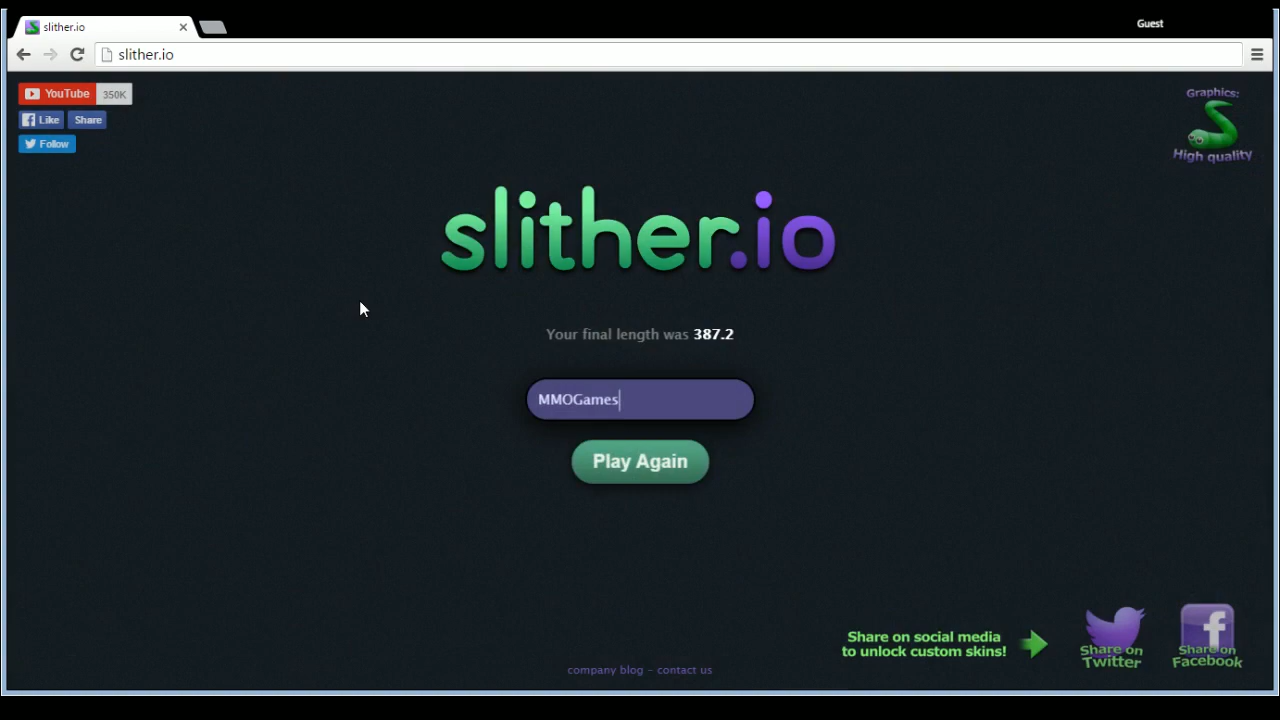 slither.io
Guest
slither.io
YouTube 350K
Like Share
Follow
Graphics:
High quality
slither.io
Your final length was 387.2
MMOGames
Play Again
Share on social media
to unlock custom skins!
Share on
Twitter
Share on
Facebook
company blog – contact us